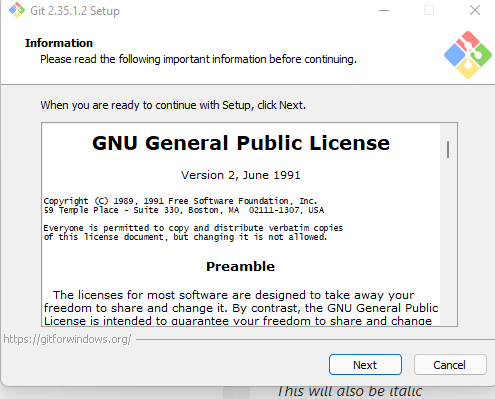 Git 2.35.1.2 Setup
Information
Please read the following important information before continuing.
When you are ready to continue with Setup, click Next.
GNU General Public License
Version 2, June 1991
Copyright (C) 1989, 1991 Free Software Foundation, Inc.
59 Temple Place - Suite 330, Boston, MA  02111-1307, USA
Everyone is permitted to copy and distribute verbatim copies
of this license document, but changing it is not allowed.
Preamble
The licenses for most software are designed to take away your
freedom to share and change it. By contrast, the GNU General Public
License is intended to guarantee your freedom to share and change
https://gitforwindows.org/
Next
Cancel
This will also be italic